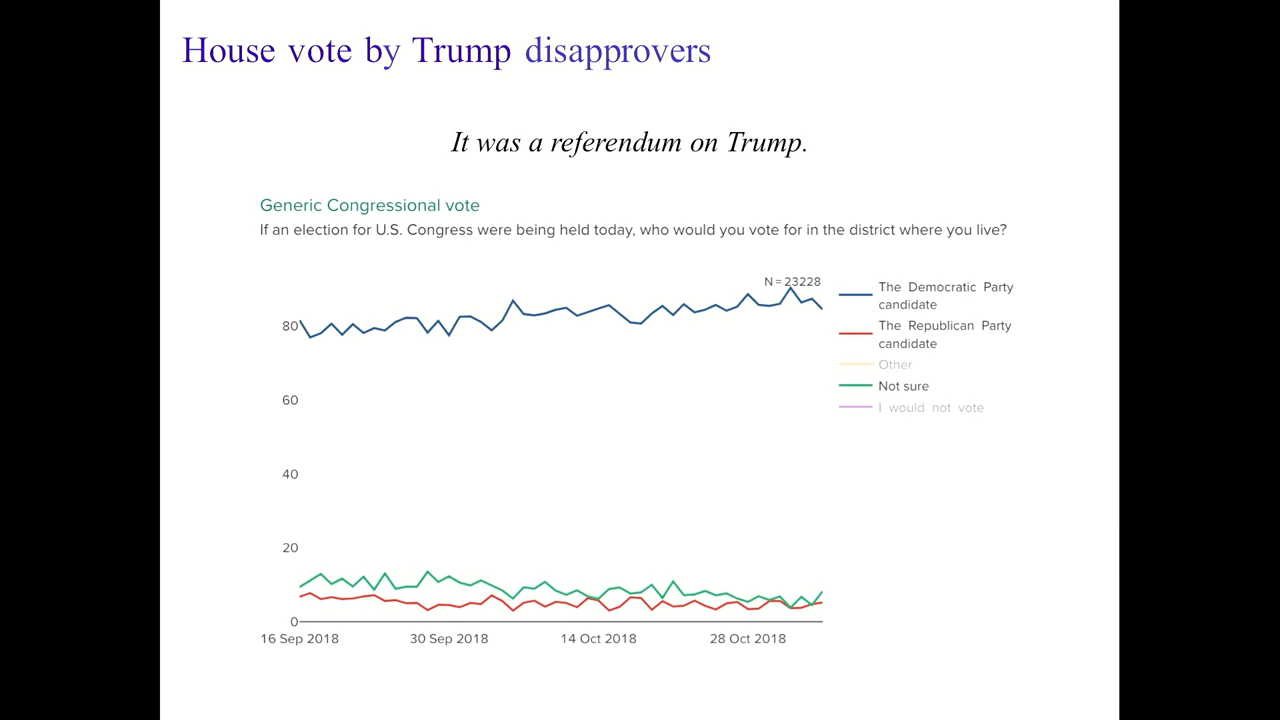 House vote by Trump disapprovers
It was a referendum on Trump.
Generic Congressional vote
If an election for U.S. Congress were being held today, who would you vote for in the district where you live?
N = 23228
The Democratic Party
candidate
The Republican Party
candidate
Other
Not sure
I would not vote
80
60
40
20
0
16 Sep 2018 30 Sep 2018 14 Oct 2018 28 Oct 2018